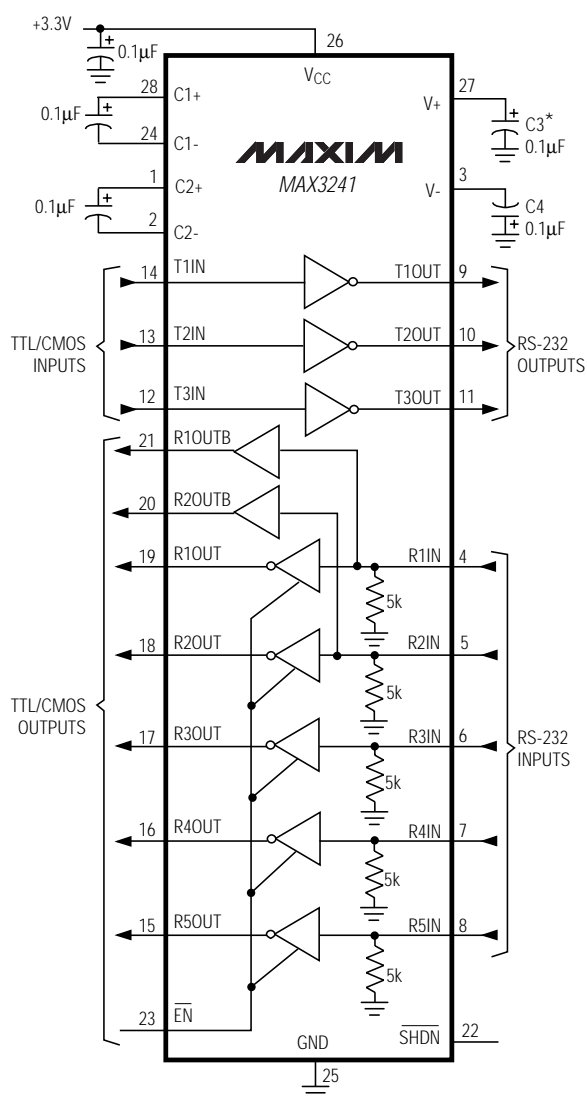 +3.3V
26
0.1μF
VCC
28
C1+
27
V+
0.1μF
C3*
0.1μF
24
C1-
MAXIM
MAX3241
1
C2+
3
V-
0.1μF
C4
0.1μF
2
C2-
14
T1IN
T1OUT
9
TTL/CMOS
INPUTS
13
T2IN
T2OUT
10
RS-232
OUTPUTS
12
T3IN
T3OUT
11
21
R1OUTB
20
R2OUTB
19
R1OUT
R1IN
4
5k
18
R2OUT
R2IN
5
5k
TTL/CMOS
OUTPUTS
17
R3OUT
R3IN
6
RS-232
INPUTS
5k
16
R4OUT
R4IN
7
5k
15
R5OUT
R5IN
8
5k
23
EN
GND
SHDN
22
25